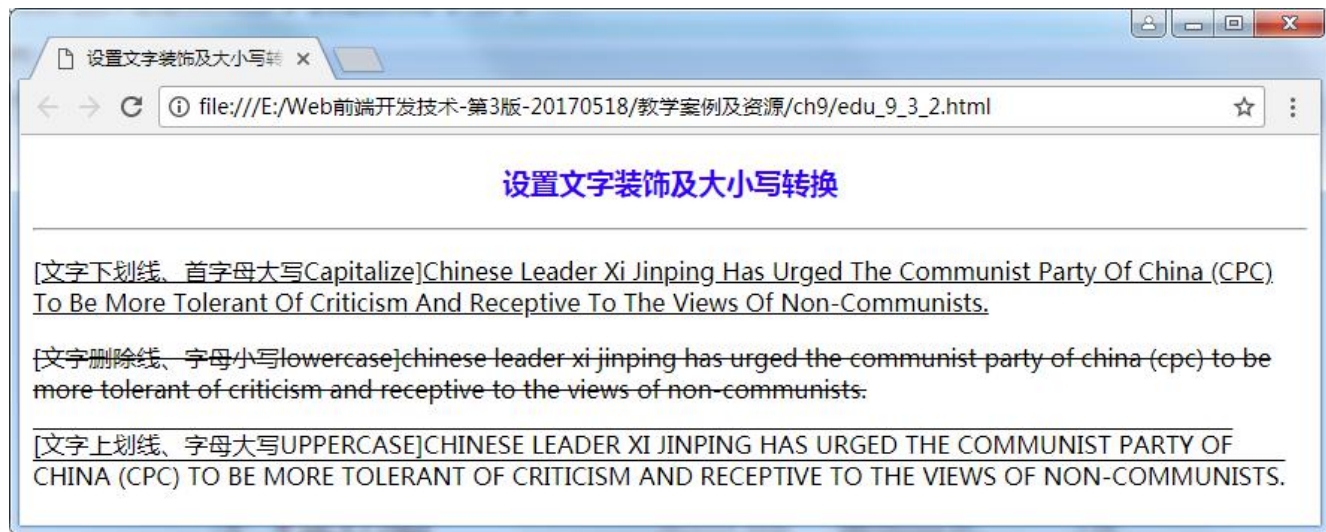 设置文字装饰及大小写转
file:///E:/Web前端开发技术-第3版-20170518/教学案例及资源/ch9/edu_9_3_2.html
设置文字装饰及大小写转换
[文字下划线、首字母大写Capitalize]Chinese Leader Xi Jinping Has Urged The Communist Party Of China (CPC)
To Be More Tolerant Of Criticism And Receptive To The Views Of Non-Communists.
[文字删除线、字母小写lowercase]chinese leader xi jinping has urged the communist party of china (cpc) to be
more tolerant of criticism and receptive to the views of non-communists.
[文字上划线、字母大写UPPERCASE]CHINESE LEADER XI JINPING HAS URGED THE COMMUNIST PARTY OF
CHINA (CPC) TO BE MORE TOLERANT OF CRITICISM AND RECEPTIVE TO THE VIEWS OF NON-COMMUNISTS.